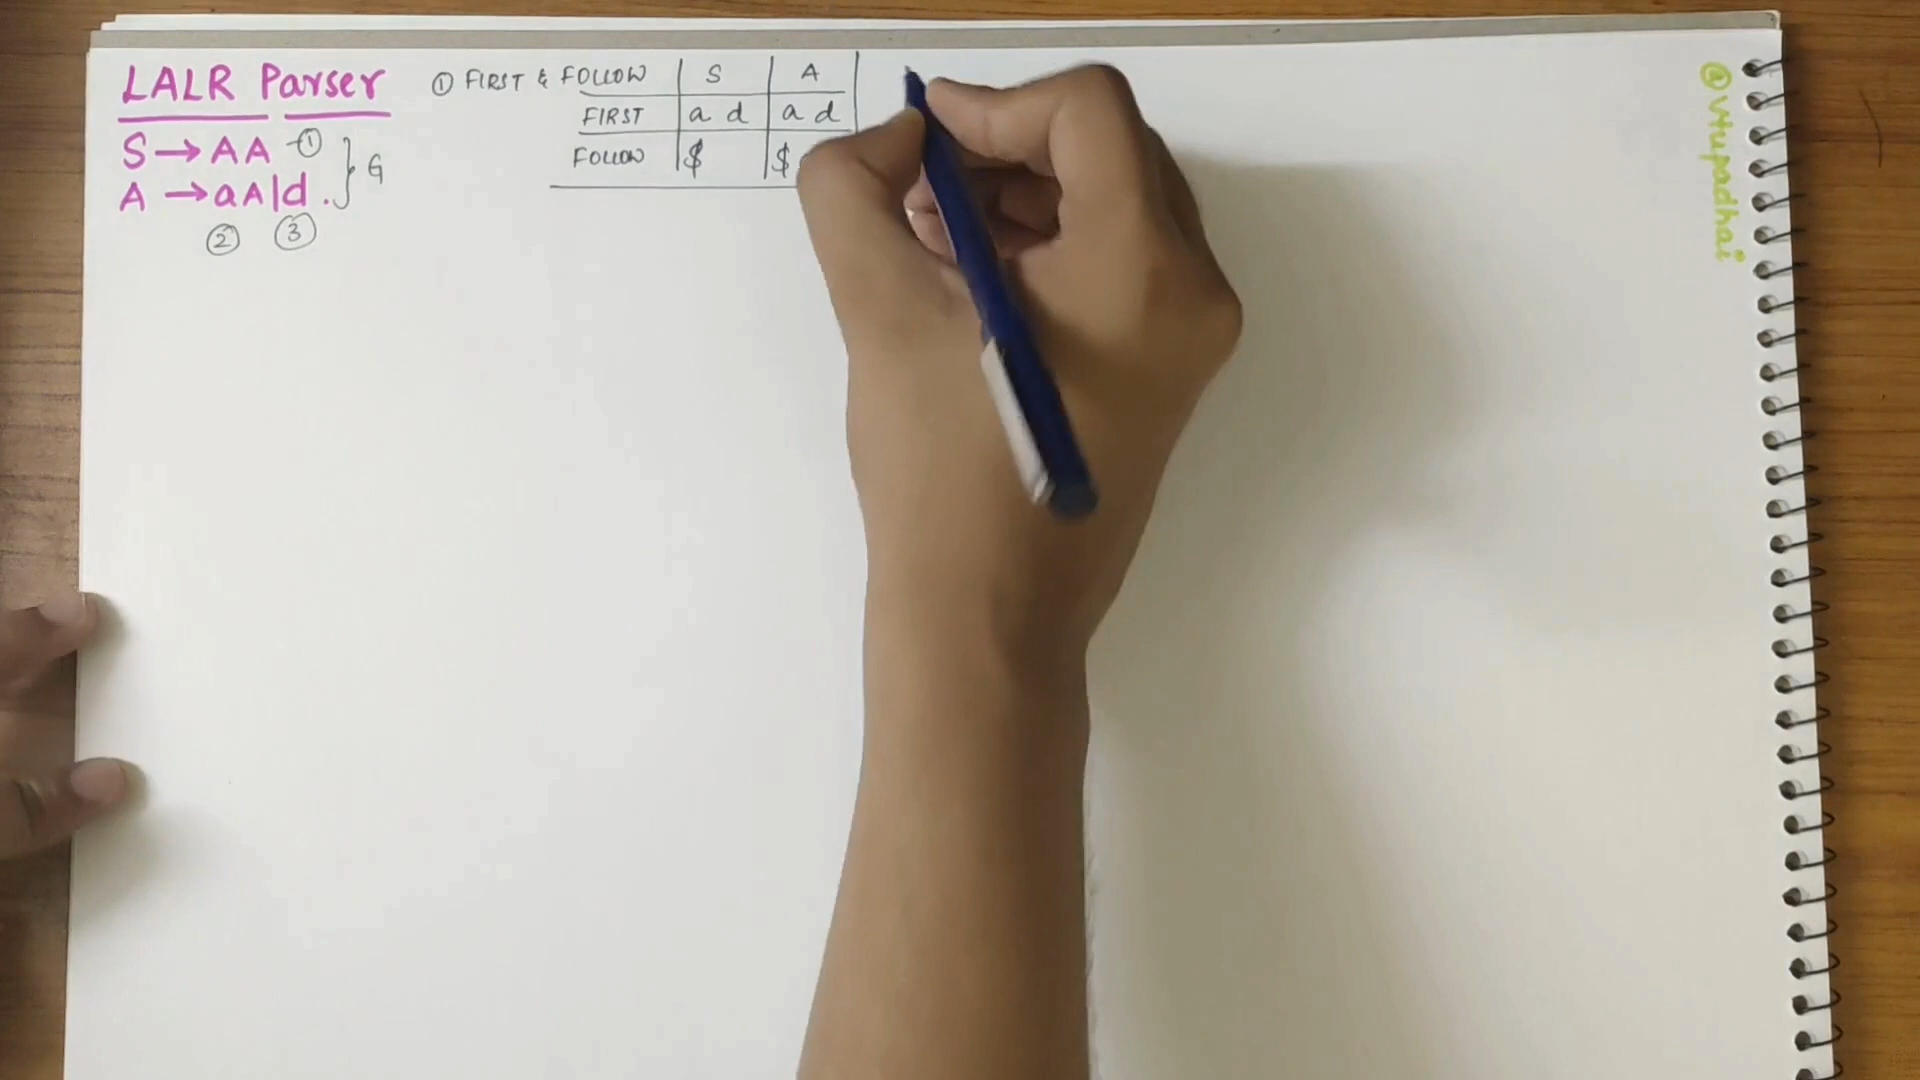 LALR Parser
S → AA -①
A → aA|d .
② ③
} G
① FIRST & FOLLOW S A
FIRST a d a d
FOLLOW $ $
@Vtupadhai